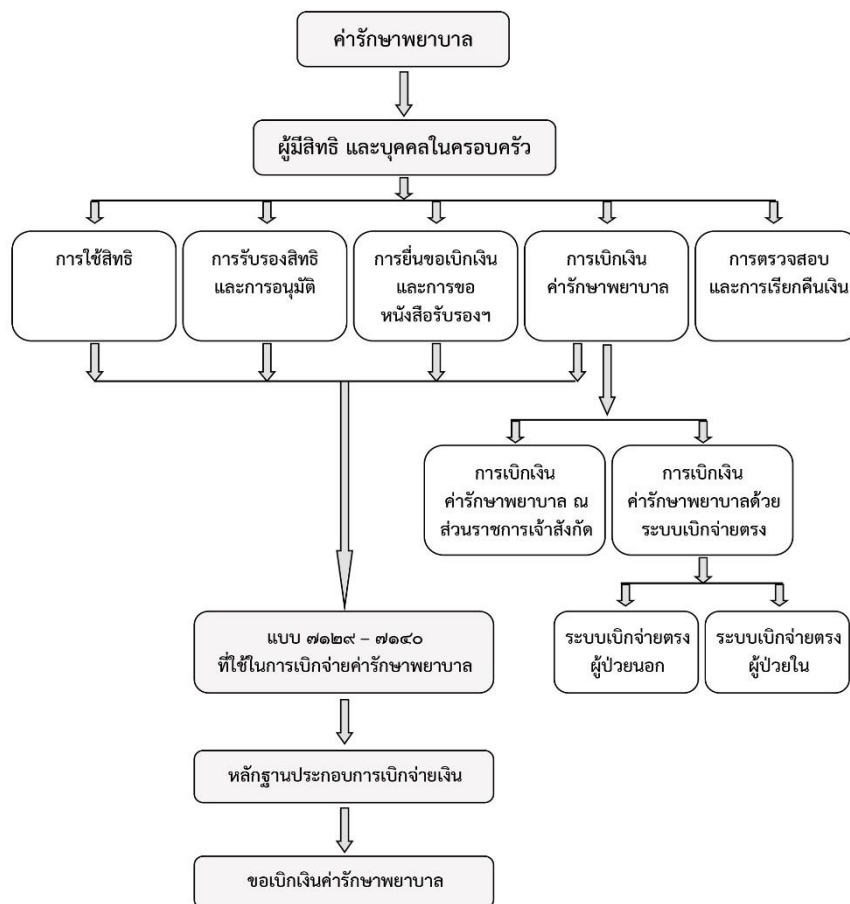 ค่ารักษาพยาบาล
ผู้มีสิทธิ และบุคคลในครอบครัว
การใช้สิทธิ
การรับรองสิทธิ
และการอนุมัติ
การยื่นขอเบิกเงิน
และการขอ
หนังสือรับรองฯ
การเบิกเงิน
ค่ารักษาพยาบาล
การตรวจสอบ
และการเรียกคืนเงิน
การเบิกเงิน
ค่ารักษาพยาบาล ณ
ส่วนราชการเจ้าสังกัด
การเบิกเงิน
ค่ารักษาพยาบาลด้วย
ระบบเบิกจ่ายตรง
ระบบเบิกจ่ายตรง
ผู้ป่วยนอก
ระบบเบิกจ่ายตรง
ผู้ป่วยใน
แบบ ๗๑๒๙ – ๗๑๔๐
ที่ใช้ในการเบิกจ่ายค่ารักษาพยาบาล
หลักฐานประกอบการเบิกจ่ายเงิน
ขอเบิกเงินค่ารักษาพยาบาล